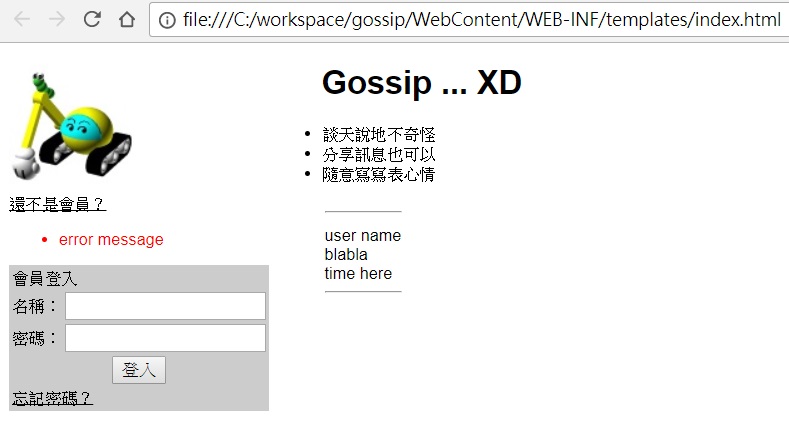 file:///C:/workspace/gossip/WebContent/WEB-INF/templates/index.html
還不是會員？
error message
會員登入
名稱：
密碼：
登入
忘記密碼？
Gossip ... XD
談天說地不奇怪
分享訊息也可以
隨意寫寫表心情
user name
blabla
time here